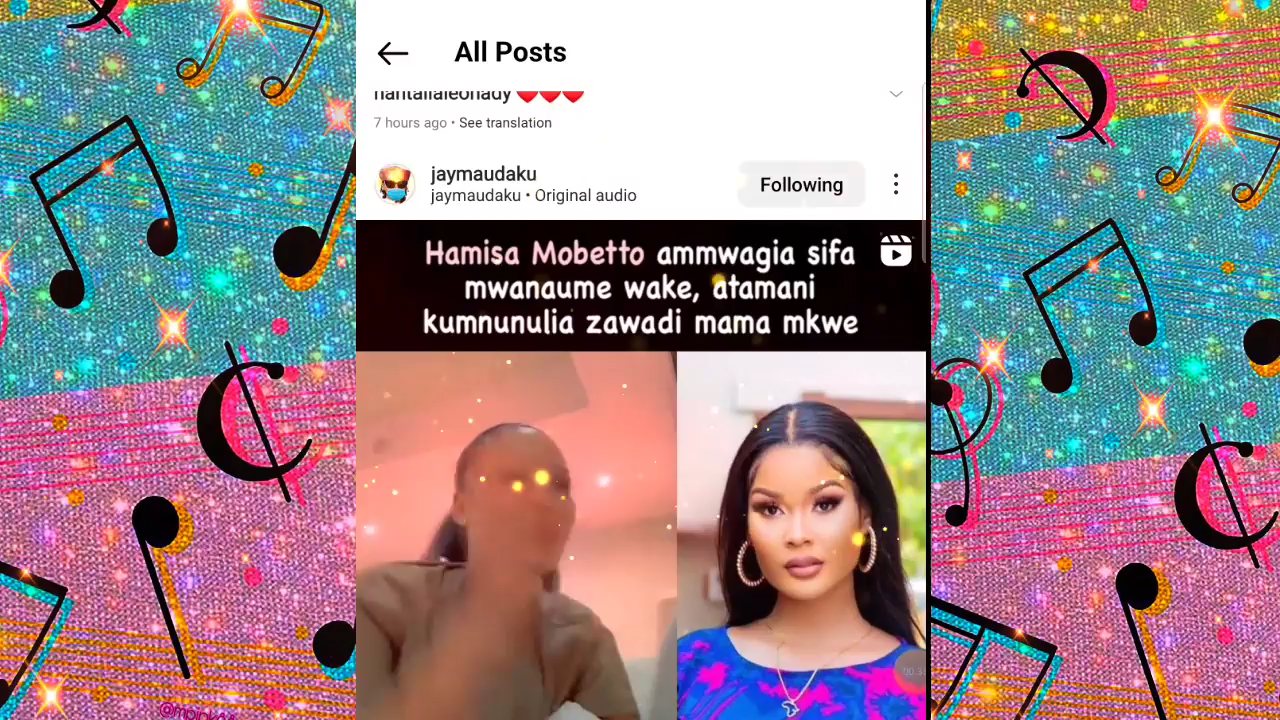 All Posts
nantalialeonady ❤️❤️❤️
7 hours ago • See translation
jaymaudaku
jaymaudaku • Original audio
Following
Hamisa Mobetto ammwagia sifa
mwanaume wake, atamani
kumnunulia zawadi mama mkwe